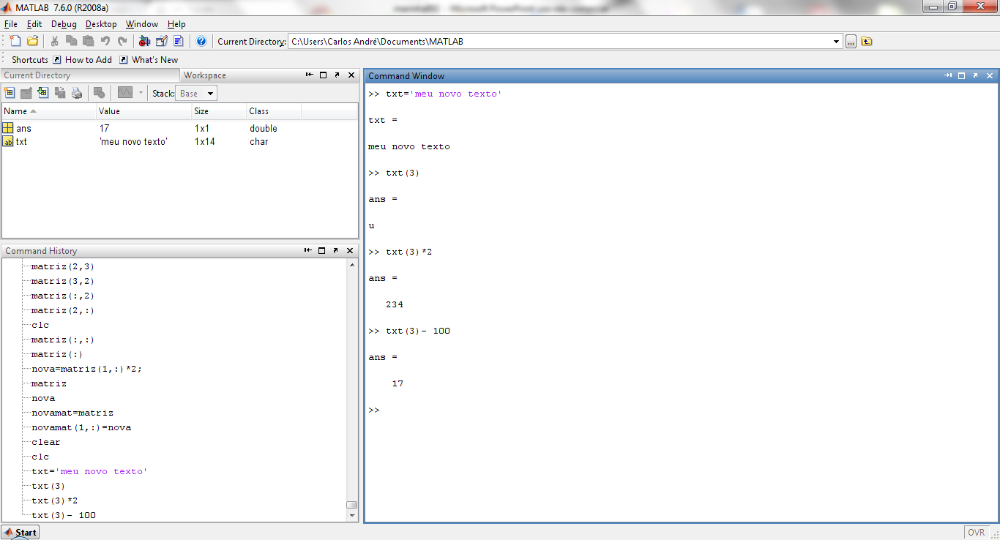 MATLAB 7.6.0 (R2008a)
File Edit Debug Desktop Window Help
Current Directory: C:\Users\Carlos André\Documents\MATLAB ...
Shortcuts How to Add What's New
Current Directory Workspace
Stack: Base
Name Value Size Class
ans 17 1x1 double
ab txt 'meu novo texto' 1x14 char
Command History
matriz(2,3)
matriz(3,2)
matriz(:,2)
matriz(2,:)
clc
matriz(:,:)
matriz(:)
nova=matriz(1,:)*2;
matriz
nova
novamat=matriz
novamat(1,:)=nova
clear
clc
txt='meu novo texto'
txt(3)
txt(3)*2
txt(3)- 100
Command Window
>> txt='meu novo texto'
txt =
meu novo texto
>> txt(3)
ans =
u
>> txt(3)*2
ans =
234
>> txt(3)- 100
ans =
17
>>
Start
OVR